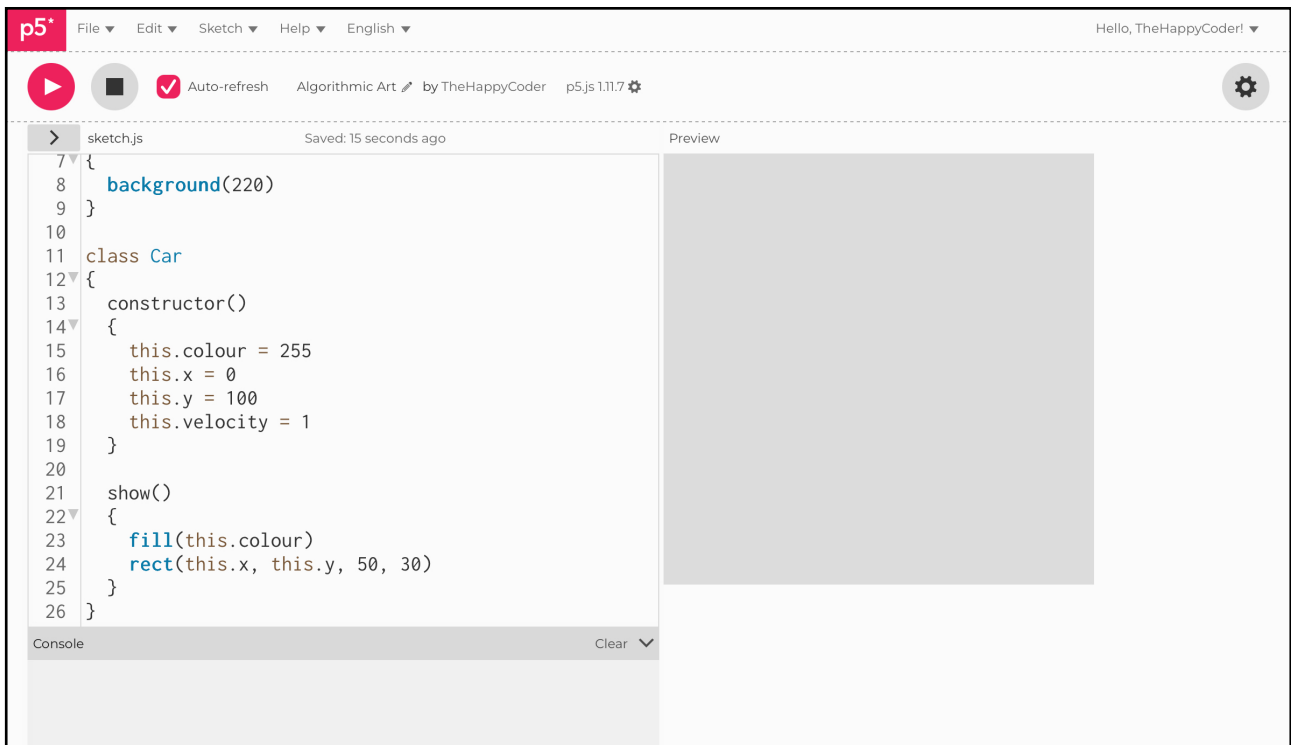 p5* File Edit Sketch Help English Hello, TheHappyCoder!
Auto-refresh Algorithmic Art by TheHappyCoder p5.js 1.11.7
sketch.js Saved: 15 seconds ago Preview
7 {
8   background(220)
9 }
10
11 class Car
12 {
13   constructor()
14   {
15     this.colour = 255
16     this.x = 0
17     this.y = 100
18     this.velocity = 1
19   }
20
21   show()
22   {
23     fill(this.colour)
24     rect(this.x, this.y, 50, 30)
25   }
26 }
Console Clear